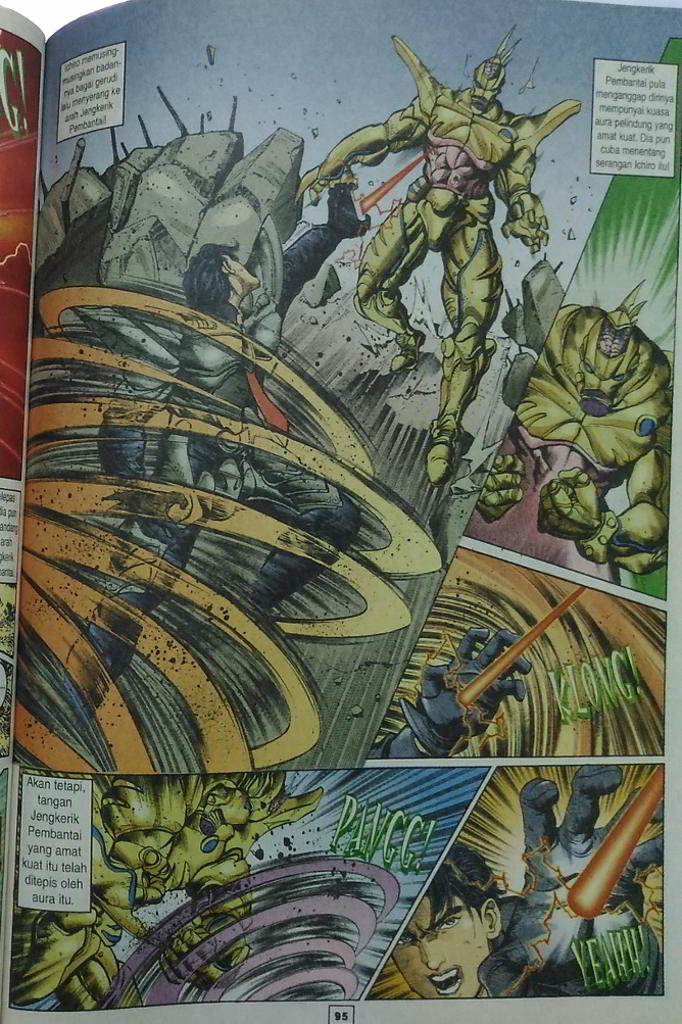 Ichiro memusing-
musingkan badan-
nya bagai gerudi
lalu menyerang ke
arah Jengkerik
Pembantai!
Jengkerik
Pembantai pula
menganggap dirinya
mempunyai kuasa
aura pelindung yang
amat kuat. Dia pun
cuba menentang
serangan Ichiro itu!
G!
KLONG!
Akan tetapi,
tangan
Jengkerik
Pembantai
yang amat
kuat itu telah
ditepis oleh
aura itu.
PANGG!
YEAHH!
95